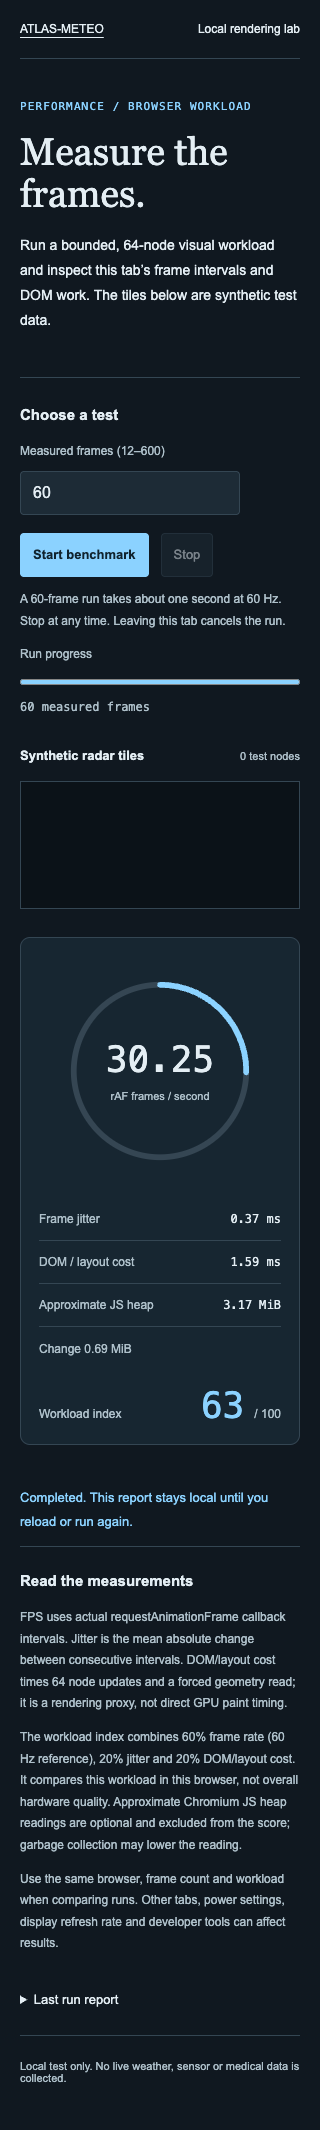 ATLAS-METEO
Local rendering lab
PERFORMANCE / BROWSER WORKLOAD
Measure the
frames.
Run a bounded, 64-node visual workload
and inspect this tab’s frame intervals and
DOM work. The tiles below are synthetic test
data.
Choose a test
Measured frames (12–600)
60
Start benchmark
Stop
A 60-frame run takes about one second at 60 Hz.
Stop at any time. Leaving this tab cancels the run.
Run progress
60 measured frames
Synthetic radar tiles
0 test nodes
30.25
rAF frames / second
Frame jitter
0.37 ms
DOM / layout cost
1.59 ms
Approximate JS heap
3.17 MiB
Change 0.69 MiB
Workload index
63 / 100
Completed. This report stays local until you
reload or run again.
Read the measurements
FPS uses actual requestAnimationFrame callback
intervals. Jitter is the mean absolute change
between consecutive intervals. DOM/layout cost
times 64 node updates and a forced geometry read;
it is a rendering proxy, not direct GPU paint timing.
The workload index combines 60% frame rate (60
Hz reference), 20% jitter and 20% DOM/layout cost.
It compares this workload in this browser, not overall
hardware quality. Approximate Chromium JS heap
readings are optional and excluded from the score;
garbage collection may lower the reading.
Use the same browser, frame count and workload
when comparing runs. Other tabs, power settings,
display refresh rate and developer tools can affect
results.
Last run report
Local test only. No live weather, sensor or medical data is
collected.